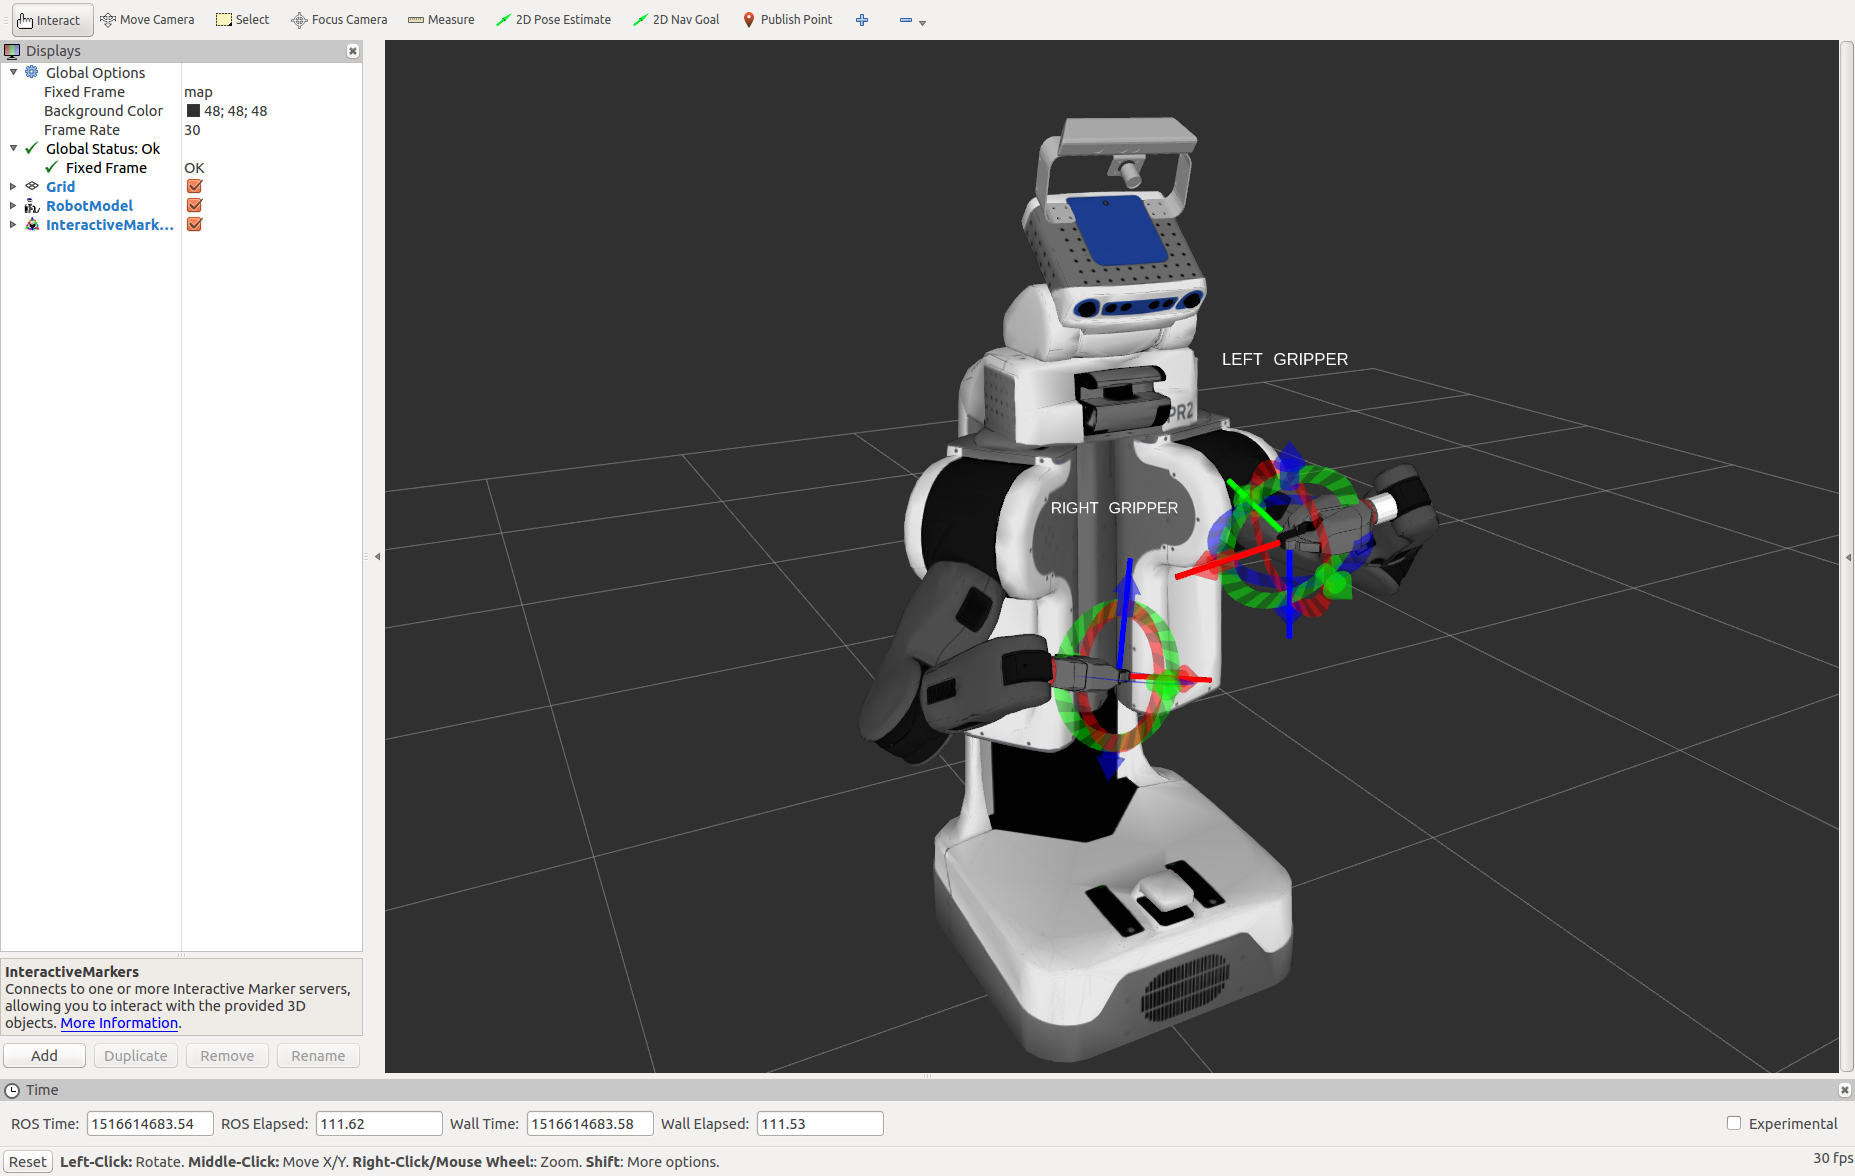 Interact Move Camera Select Focus Camera Measure 2D Pose Estimate 2D Nav Goal Publish Point
Displays
Global Options
Fixed Frame map
Background Color 48; 48; 48
Frame Rate 30
Global Status: Ok
Fixed Frame OK
Grid
RobotModel
InteractiveMark...
LEFT GRIPPER
PR2
RIGHT GRIPPER
InteractiveMarkers
Connects to one or more Interactive Marker servers,
allowing you to interact with the provided 3D
objects. More Information.
Add Duplicate Remove Rename
Time
ROS Time: 1516614683.54 ROS Elapsed: 111.62 Wall Time: 1516614683.58 Wall Elapsed: 111.53 Experimental
Reset Left-Click: Rotate. Middle-Click: Move X/Y. Right-Click/Mouse Wheel:: Zoom. Shift: More options. 30 fps